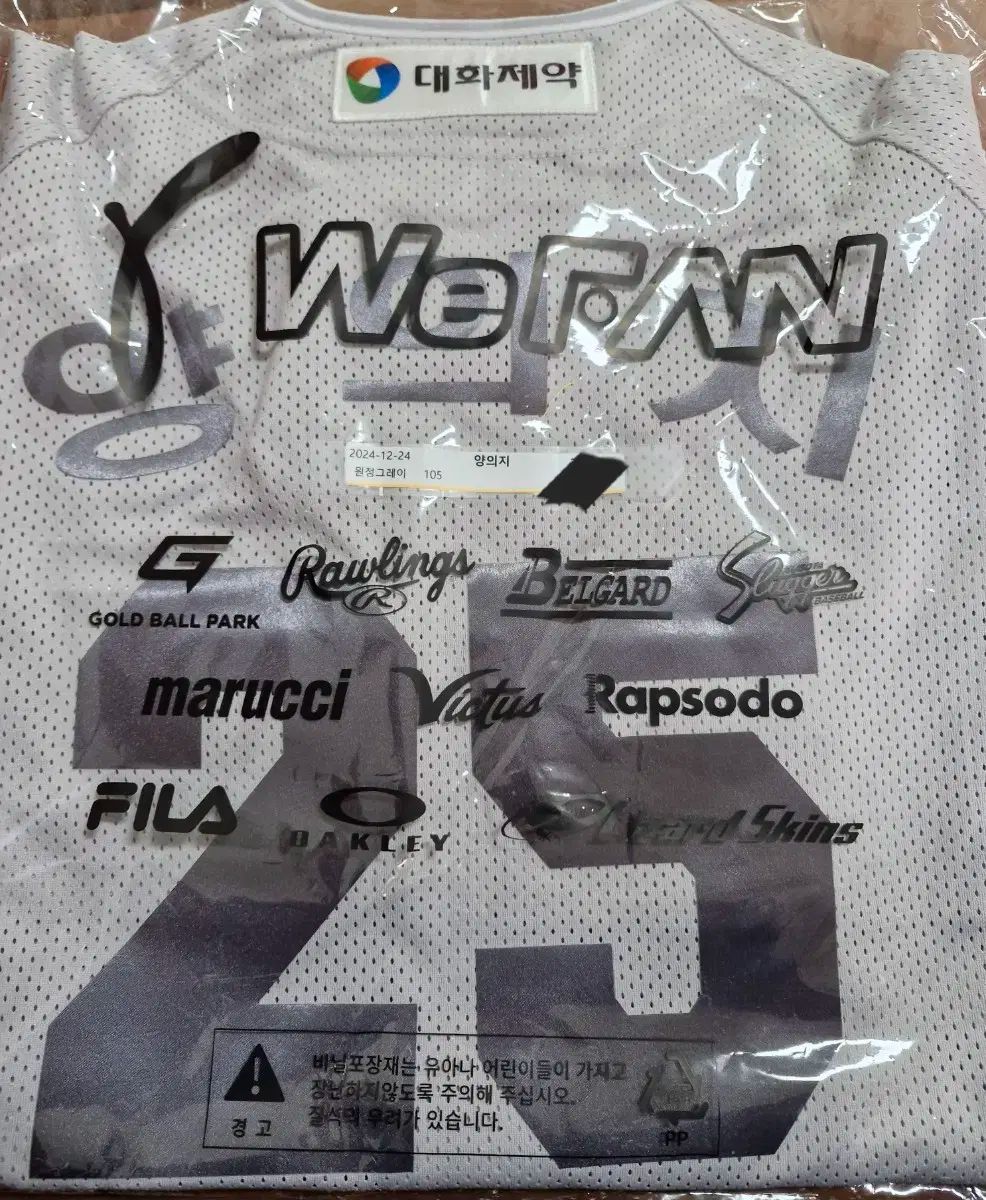 대화제약
WeFAN
양의지
2024-12-24 양의지
원정그레이 105
GOLD BALL PARK Rawlings R BELGARD Slugger BASEBALL
marucci Victus Rapsodo
FILA OAKLEY Lizard Skins
25
비닐포장재는 유아나 어린이들이 가지고
장난하지않도록 주의해 주십시오.
질식의 우려가 있습니다.
경고
PP